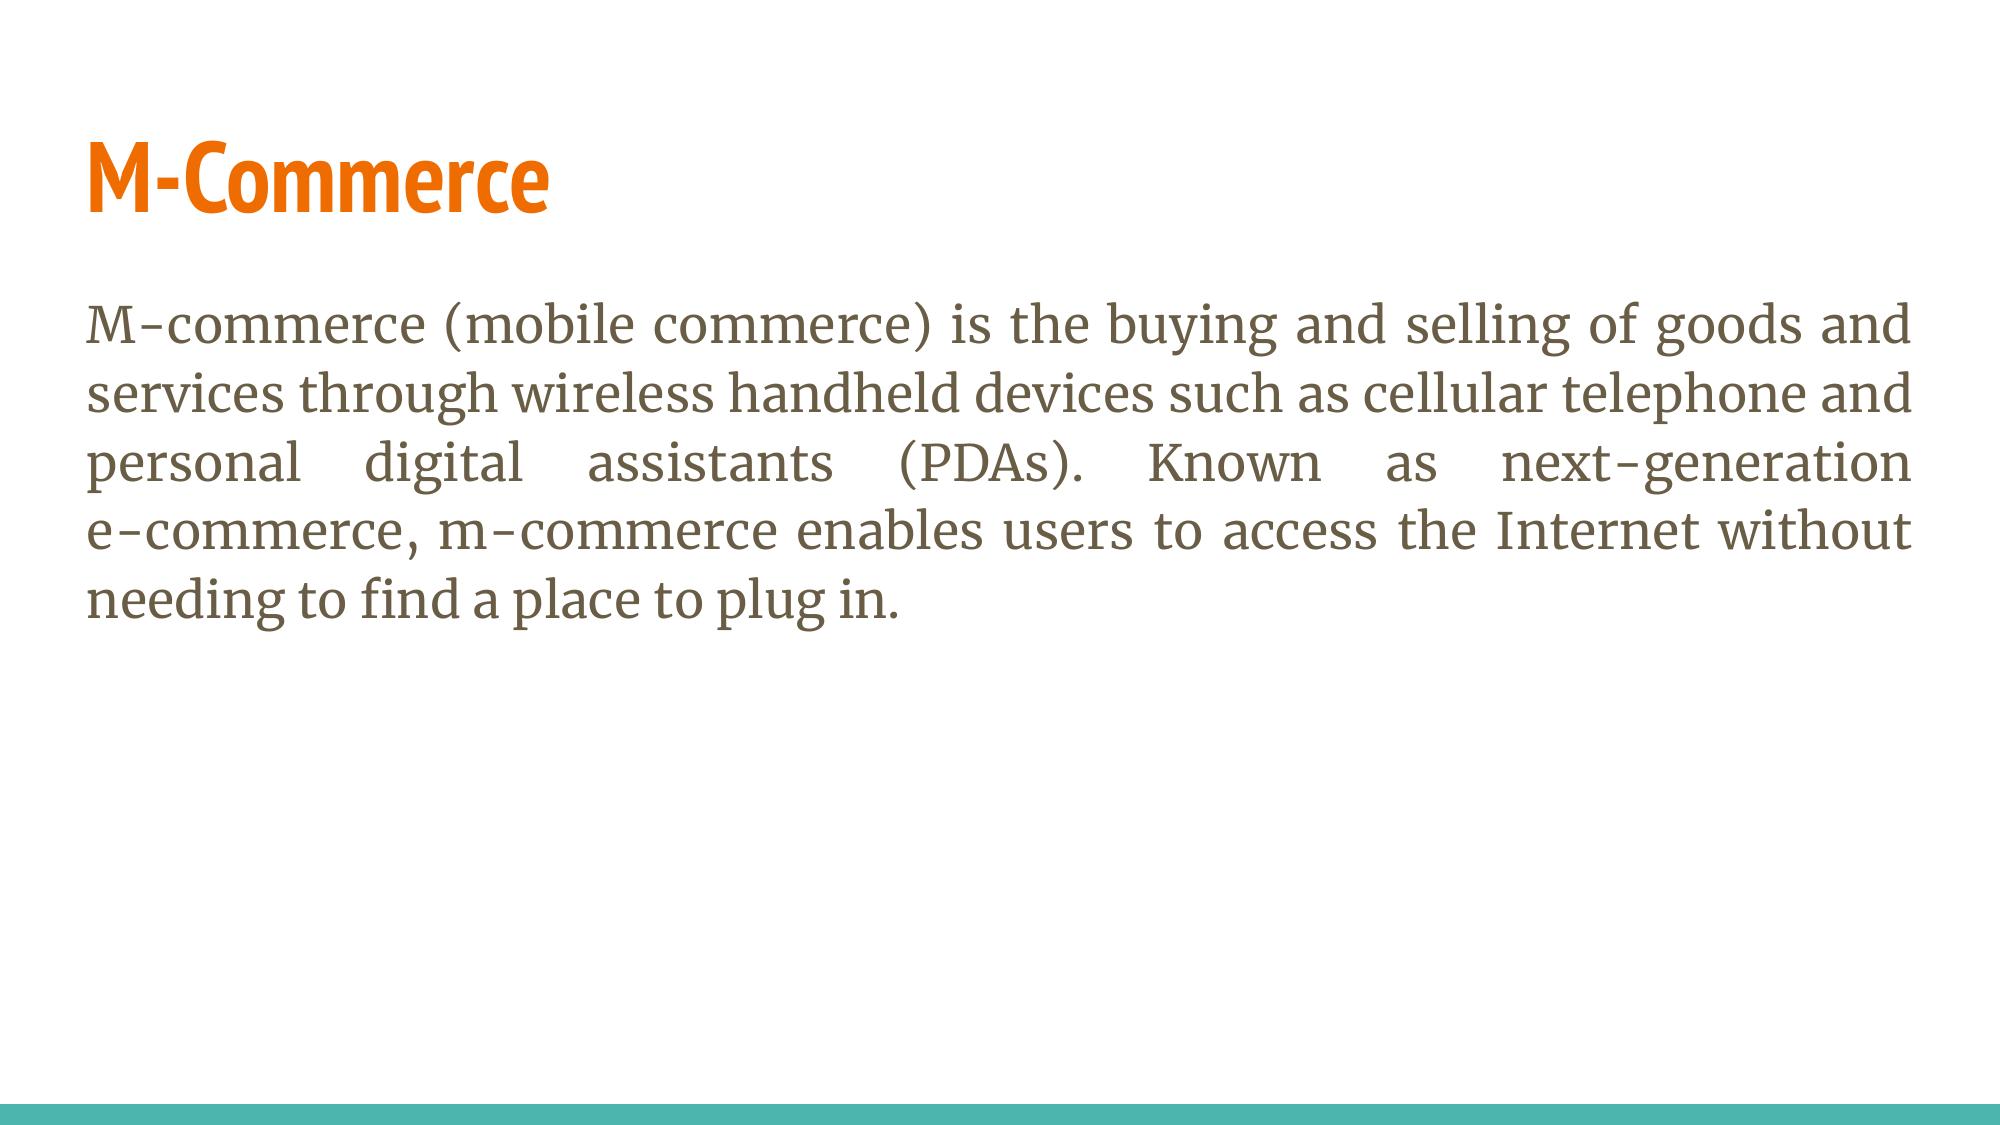 M-Commerce
M-commerce (mobile commerce) is the buying and selling of goods and
services through wireless handheld devices such as cellular telephone and
personal digital assistants (PDAs). Known as next-generation
e-commerce, m-commerce enables users to access the Internet without
needing to find a place to plug in.